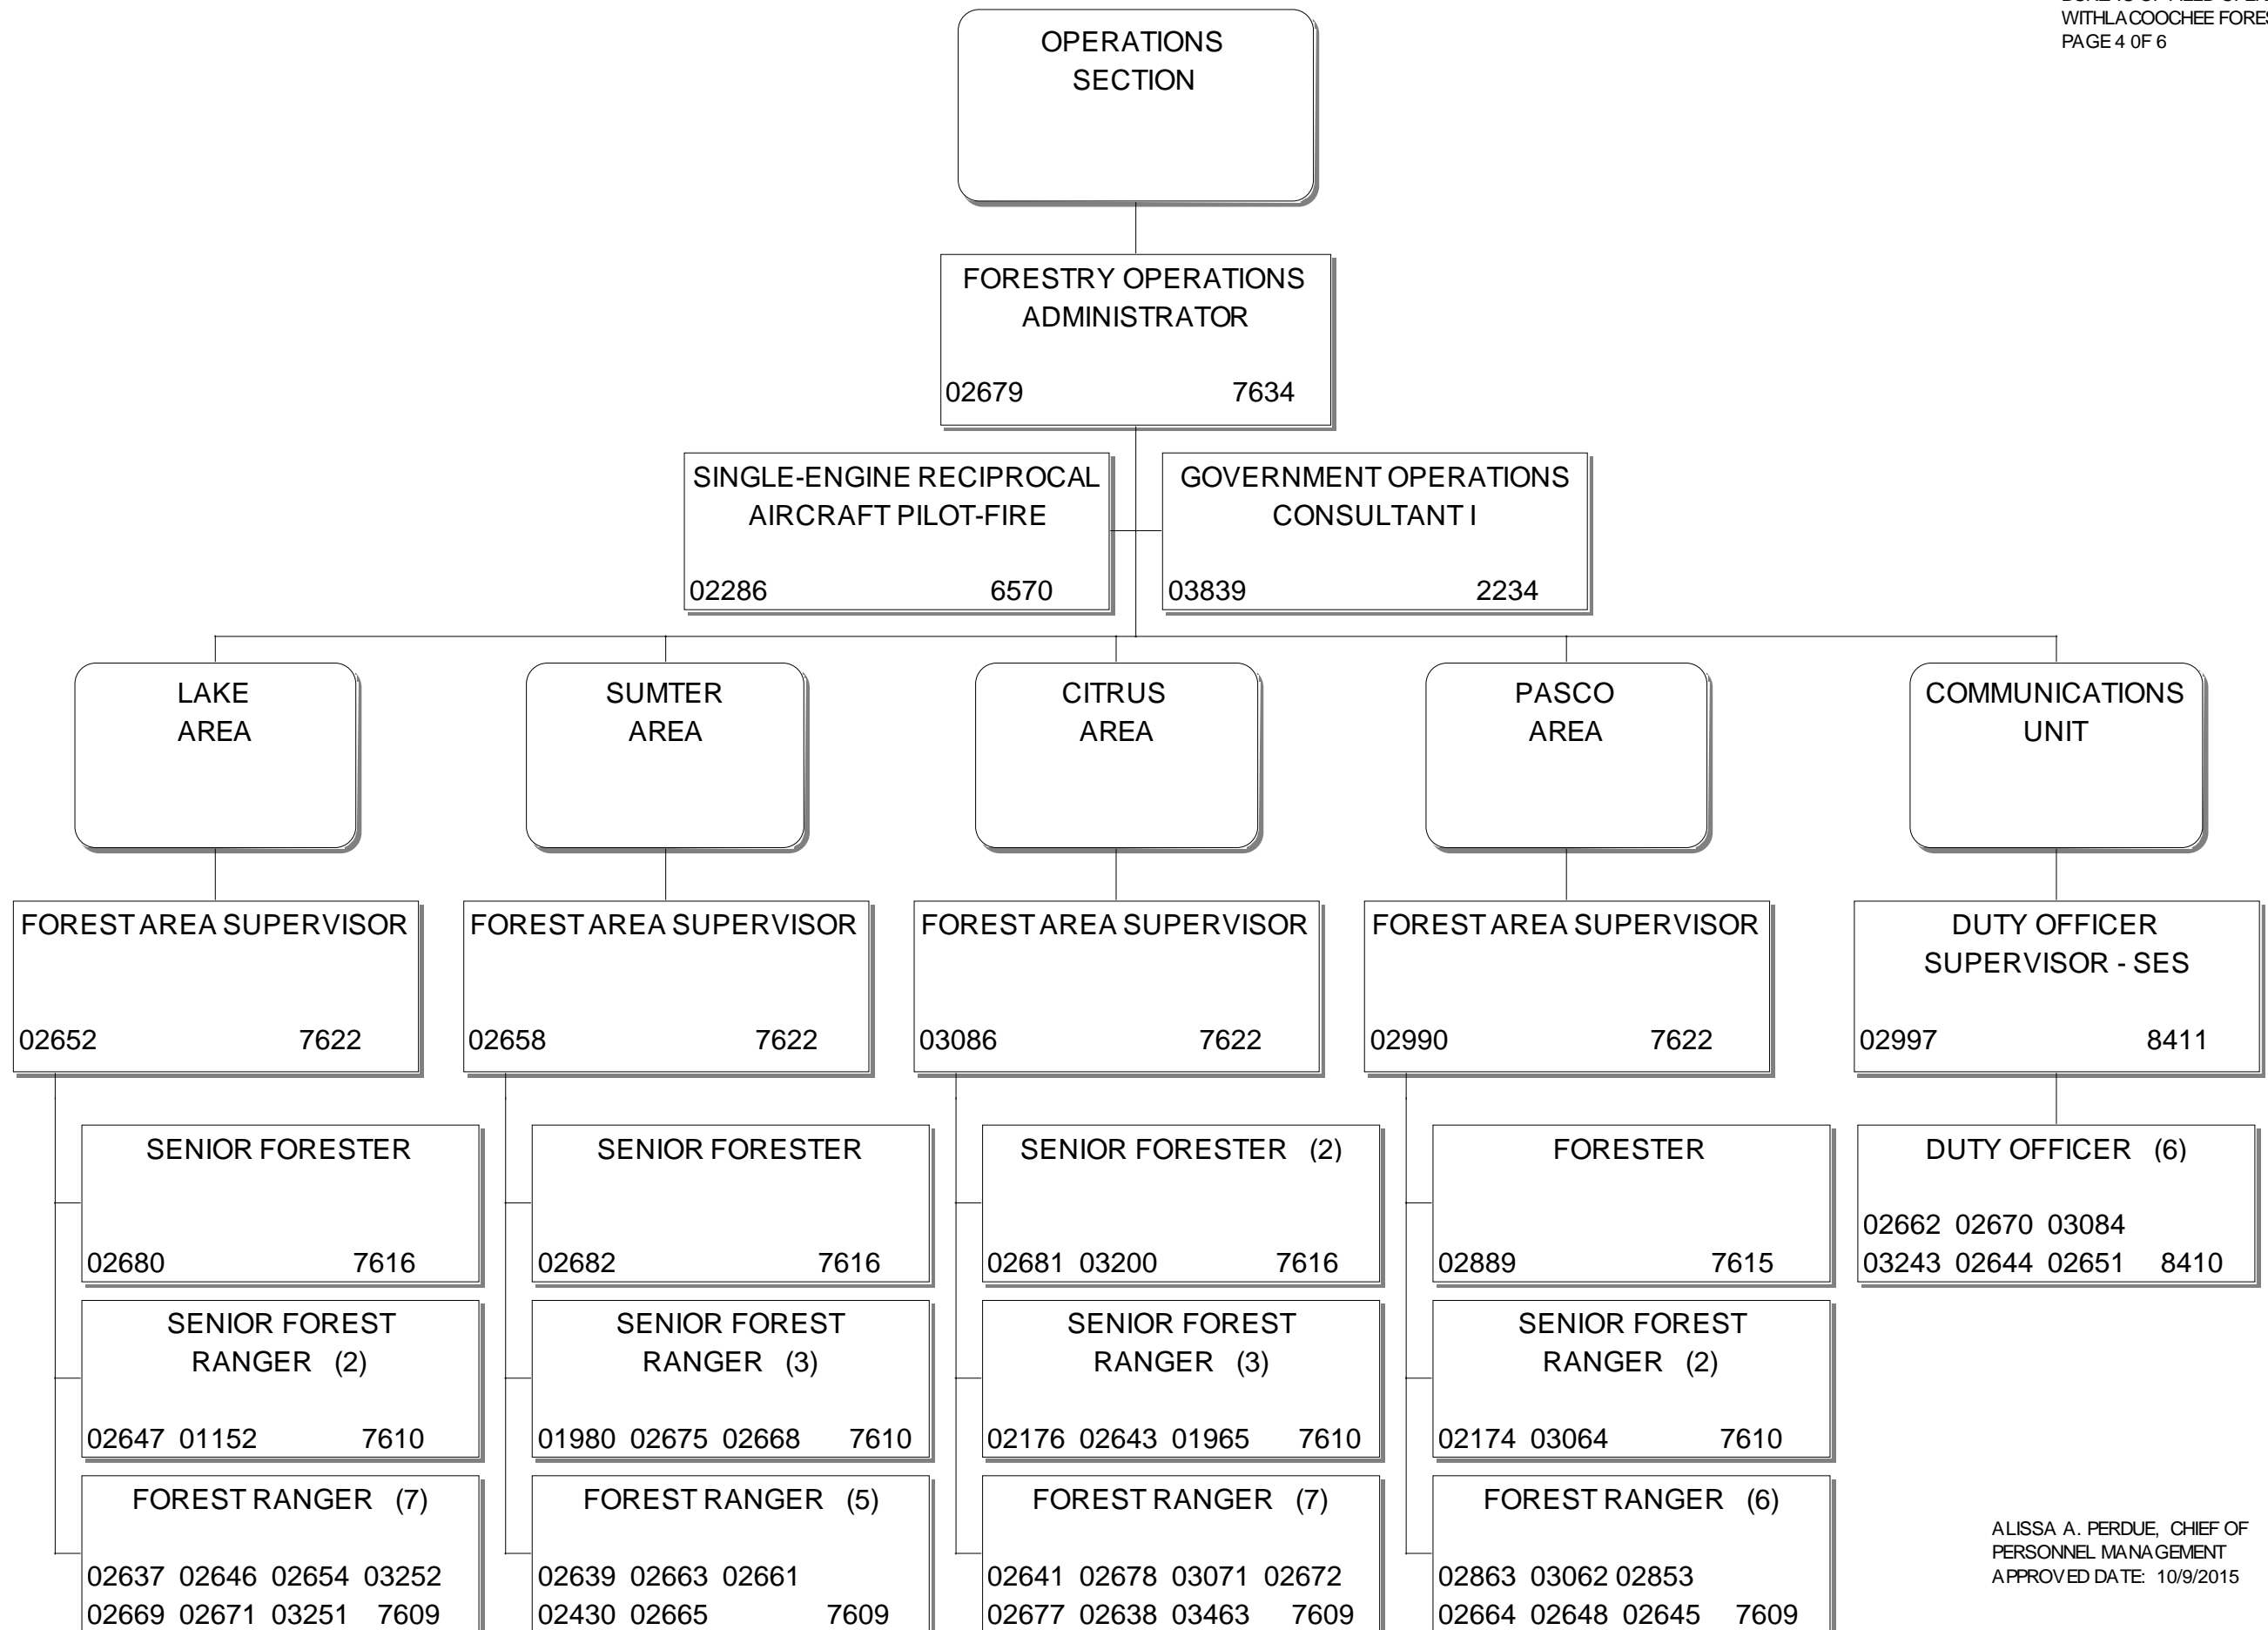 WITHLACOOCHEE FORES
PAGE 4 0F 6
OPERATIONS
SECTION
FORESTRY OPERATIONS
ADMINISTRATOR
02679 7634
SINGLE-ENGINE RECIPROCAL
AIRCRAFT PILOT-FIRE
02286 6570
GOVERNMENT OPERATIONS
CONSULTANT I
03839 2234
LAKE
AREA
FOREST AREA SUPERVISOR
02652 7622
SENIOR FORESTER
02680 7616
SENIOR FOREST
RANGER (2)
02647 01152 7610
FOREST RANGER (7)
02637 02646 02654 03252
02669 02671 03251 7609
SUMTER
AREA
FOREST AREA SUPERVISOR
02658 7622
SENIOR FORESTER
02682 7616
SENIOR FOREST
RANGER (3)
01980 02675 02668 7610
FOREST RANGER (5)
02639 02663 02661
02430 02665 7609
CITRUS
AREA
FOREST AREA SUPERVISOR
03086 7622
SENIOR FORESTER (2)
02681 03200 7616
SENIOR FOREST
RANGER (3)
02176 02643 01965 7610
FOREST RANGER (7)
02641 02678 03071 02672
02677 02638 03463 7609
PASCO
AREA
FOREST AREA SUPERVISOR
02990 7622
FORESTER
02889 7615
SENIOR FOREST
RANGER (2)
02174 03064 7610
FOREST RANGER (6)
02863 03062 02853
02664 02648 02645 7609
COMMUNICATIONS
UNIT
DUTY OFFICER
SUPERVISOR - SES
02997 8411
DUTY OFFICER (6)
02662 02670 03084
03243 02644 02651 8410
ALISSA A. PERDUE, CHIEF OF
PERSONNEL MANAGEMENT
APPROVED DATE: 10/9/2015